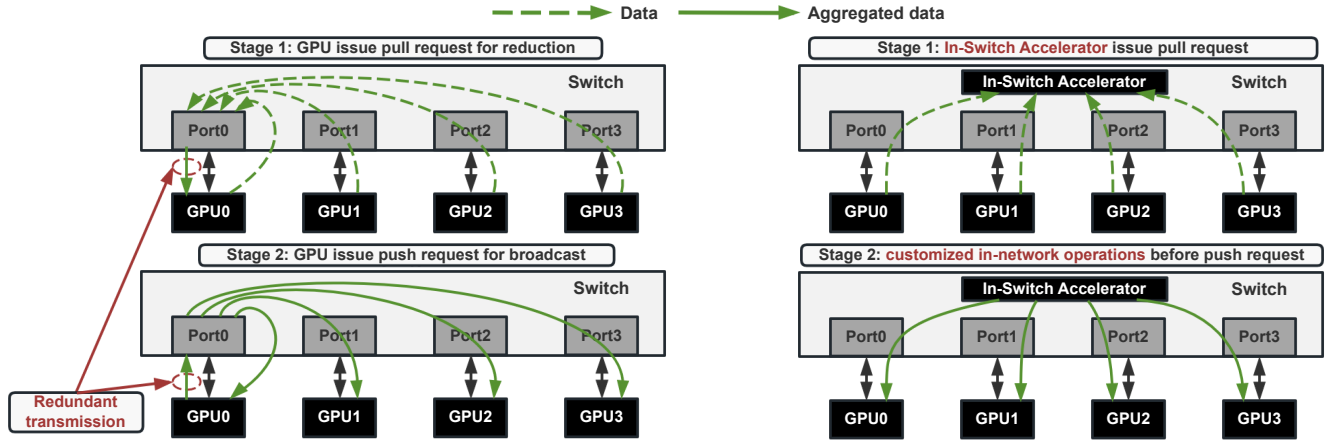 Data
Aggregated data
Stage 1: GPU issue pull request for reduction
Switch
Port0
Port1
Port2
Port3
GPU0
GPU1
GPU2
GPU3
Stage 2: GPU issue push request for broadcast
Switch
Port0
Port1
Port2
Port3
Redundant
transmission
GPU0
GPU1
GPU2
GPU3
Stage 1: In-Switch Accelerator issue pull request
In-Switch Accelerator
Switch
Port0
Port1
Port2
Port3
GPU0
GPU1
GPU2
GPU3
Stage 2: customized in-network operations before push request
In-Switch Accelerator
Switch
Port0
Port1
Port2
Port3
GPU0
GPU1
GPU2
GPU3